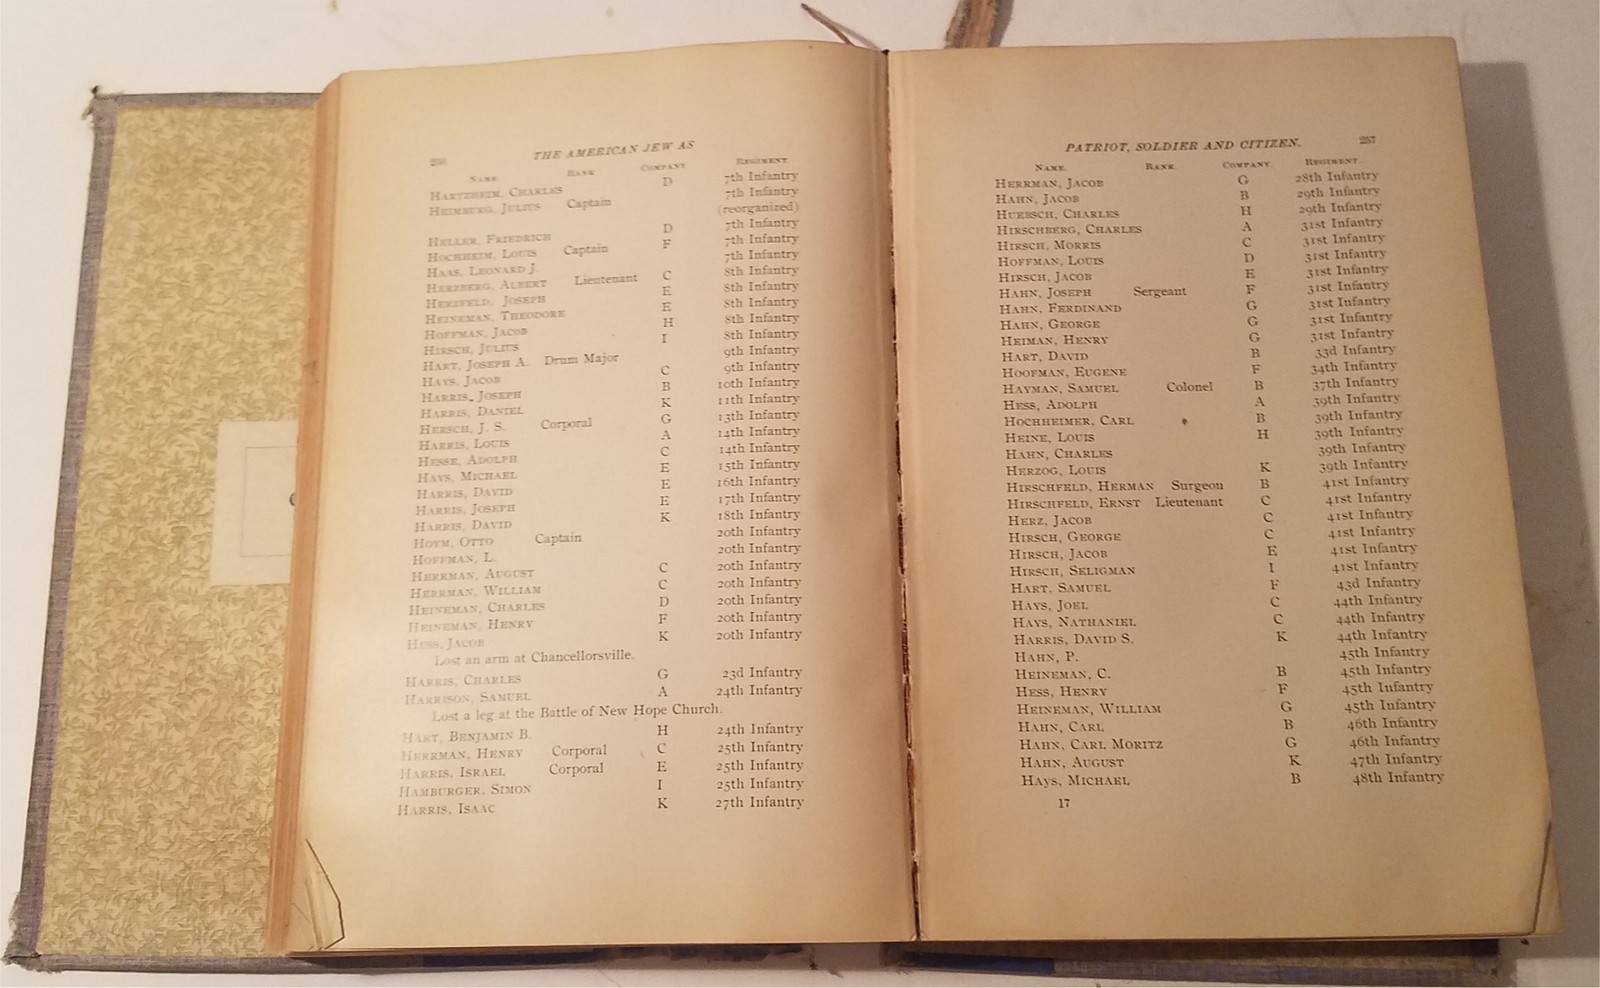 256 THE AMERICAN JEW AS
NAME. RANK COMPANY. REGIMENT.
HARTZHEIM, CHARLES D 7th Infantry
HEIMBURG, JULIUS Captain 7th Infantry
(reorganized)
HELLER, FRIEDRICH D 7th Infantry
HOCHHEIM, LOUIS Captain F 7th Infantry
HAAS, LEONARD J. 7th Infantry
HERZBERG, ALBERT Lieutenant C 8th Infantry
HERZFELD, JOSEPH E 8th Infantry
HEINEMAN, THEODORE E 8th Infantry
HOFFMAN, JACOB H 8th Infantry
HIRSCH, JULIUS I 8th Infantry
HART, JOSEPH A. Drum Major 9th Infantry
HAYS, JACOB C 9th Infantry
HARRIS, JOSEPH B 10th Infantry
HARRIS, DANIEL K 11th Infantry
HERSCH, J. S. Corporal G 13th Infantry
HARRIS, LOUIS A 14th Infantry
HESSE, ADOLPH C 14th Infantry
HAYS, MICHAEL E 15th Infantry
HARRIS, DAVID E 16th Infantry
HARRIS, JOSEPH E 17th Infantry
HARRIS, DAVID K 18th Infantry
HOYM, OTTO Captain 20th Infantry
HOFFMAN, L. 20th Infantry
HERRMAN, AUGUST C 20th Infantry
HERRMAN, WILLIAM C 20th Infantry
HEINEMAN, CHARLES D 20th Infantry
HEINEMAN, HENRY F 20th Infantry
HESS, JACOB K 20th Infantry
Lost an arm at Chancellorsville.
HARRIS, CHARLES G 23d Infantry
HARRISON, SAMUEL A 24th Infantry
Lost a leg at the Battle of New Hope Church.
HART, BENJAMIN B. H 24th Infantry
HERRMAN, HENRY Corporal C 25th Infantry
HARRIS, ISRAEL Corporal E 25th Infantry
HAMBURGER, SIMON I 25th Infantry
HARRIS, ISAAC K 27th Infantry
PATRIOT, SOLDIER AND CITIZEN. 257
NAME. RANK. COMPANY. REGIMENT.
HERRMAN, JACOB G 28th Infantry
HAHN, JACOB B 29th Infantry
HUEBSCH, CHARLES H 29th Infantry
HIRSCHBERG, CHARLES A 31st Infantry
HIRSCH, MORRIS C 31st Infantry
HOFFMAN, LOUIS D 31st Infantry
HIRSCH, JACOB E 31st Infantry
HAHN, JOSEPH Sergeant F 31st Infantry
HAHN, FERDINAND G 31st Infantry
HAHN, GEORGE G 31st Infantry
HEIMAN, HENRY G 31st Infantry
HART, DAVID B 33d Infantry
HOOFMAN, EUGENE F 34th Infantry
HAYMAN, SAMUEL Colonel B 37th Infantry
HESS, ADOLPH A 39th Infantry
HOCHHEIMER, CARL B 39th Infantry
HEINE, LOUIS H 39th Infantry
HAHN, CHARLES 39th Infantry
HERZOG, LOUIS K 39th Infantry
HIRSCHFELD, HERMAN Surgeon B 41st Infantry
HIRSCHFELD, ERNST Lieutenant C 41st Infantry
HERZ, JACOB C 41st Infantry
HIRSCH, GEORGE C 41st Infantry
HIRSCH, JACOB E 41st Infantry
HIRSCH, SELIGMAN I 41st Infantry
HART, SAMUEL F 43d Infantry
HAYS, JOEL C 44th Infantry
HAYS, NATHANIEL C 44th Infantry
HARRIS, DAVID S. K 44th Infantry
HAHN, P. 45th Infantry
HEINEMAN, C. B 45th Infantry
HESS, HENRY F 45th Infantry
HEINEMAN, WILLIAM G 45th Infantry
HAHN, CARL B 46th Infantry
HAHN, CARL MORITZ G 46th Infantry
HAHN, AUGUST K 47th Infantry
HAYS, MICHAEL B 48th Infantry
17